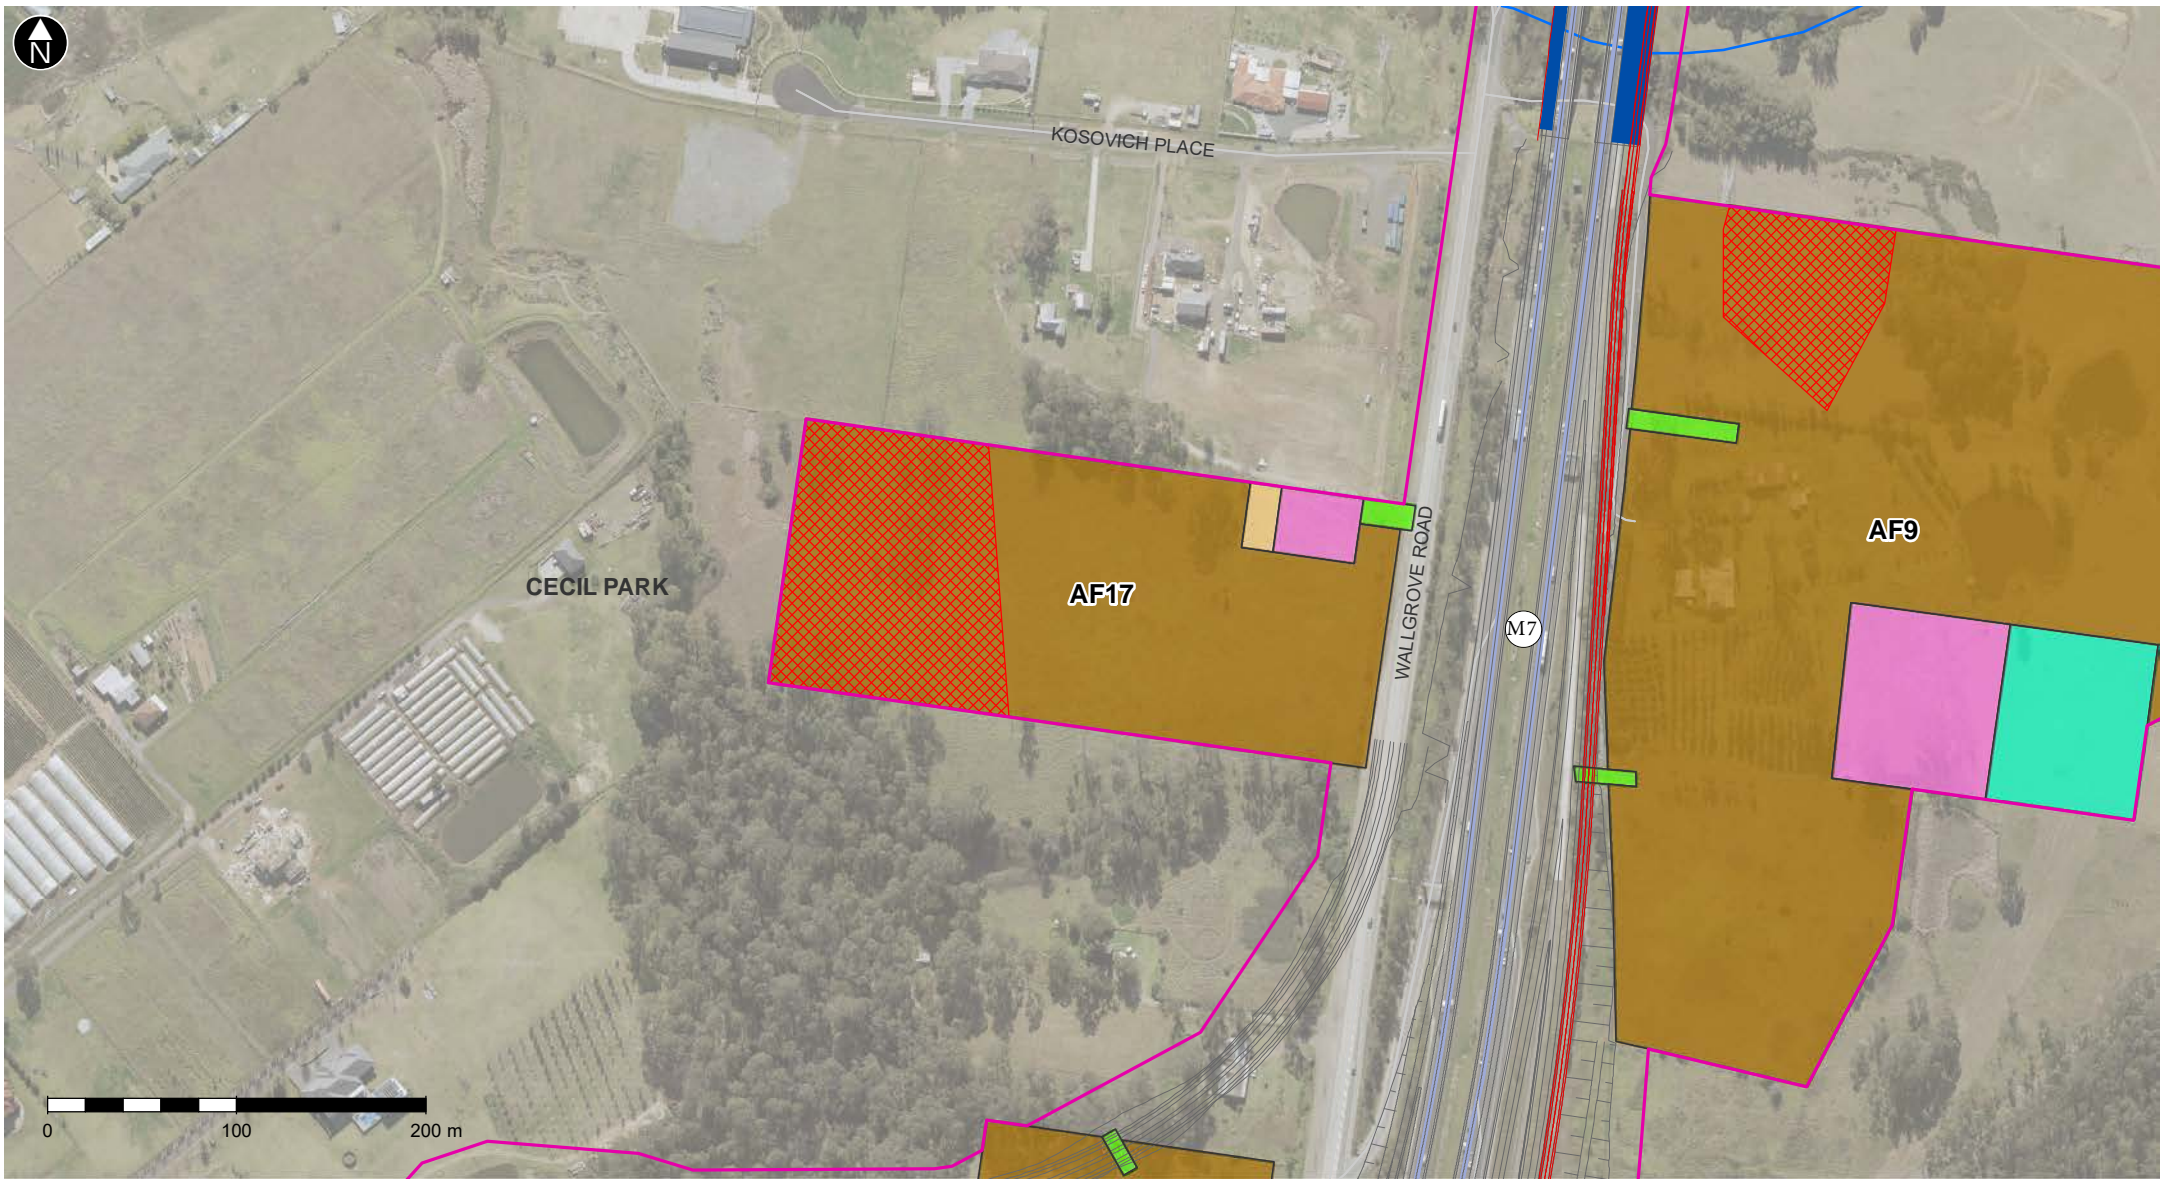 N
KOSOVICH PLACE
WALLGROVE ROAD
AF9
CECIL PARK
AF17
M7
0
100
200 m